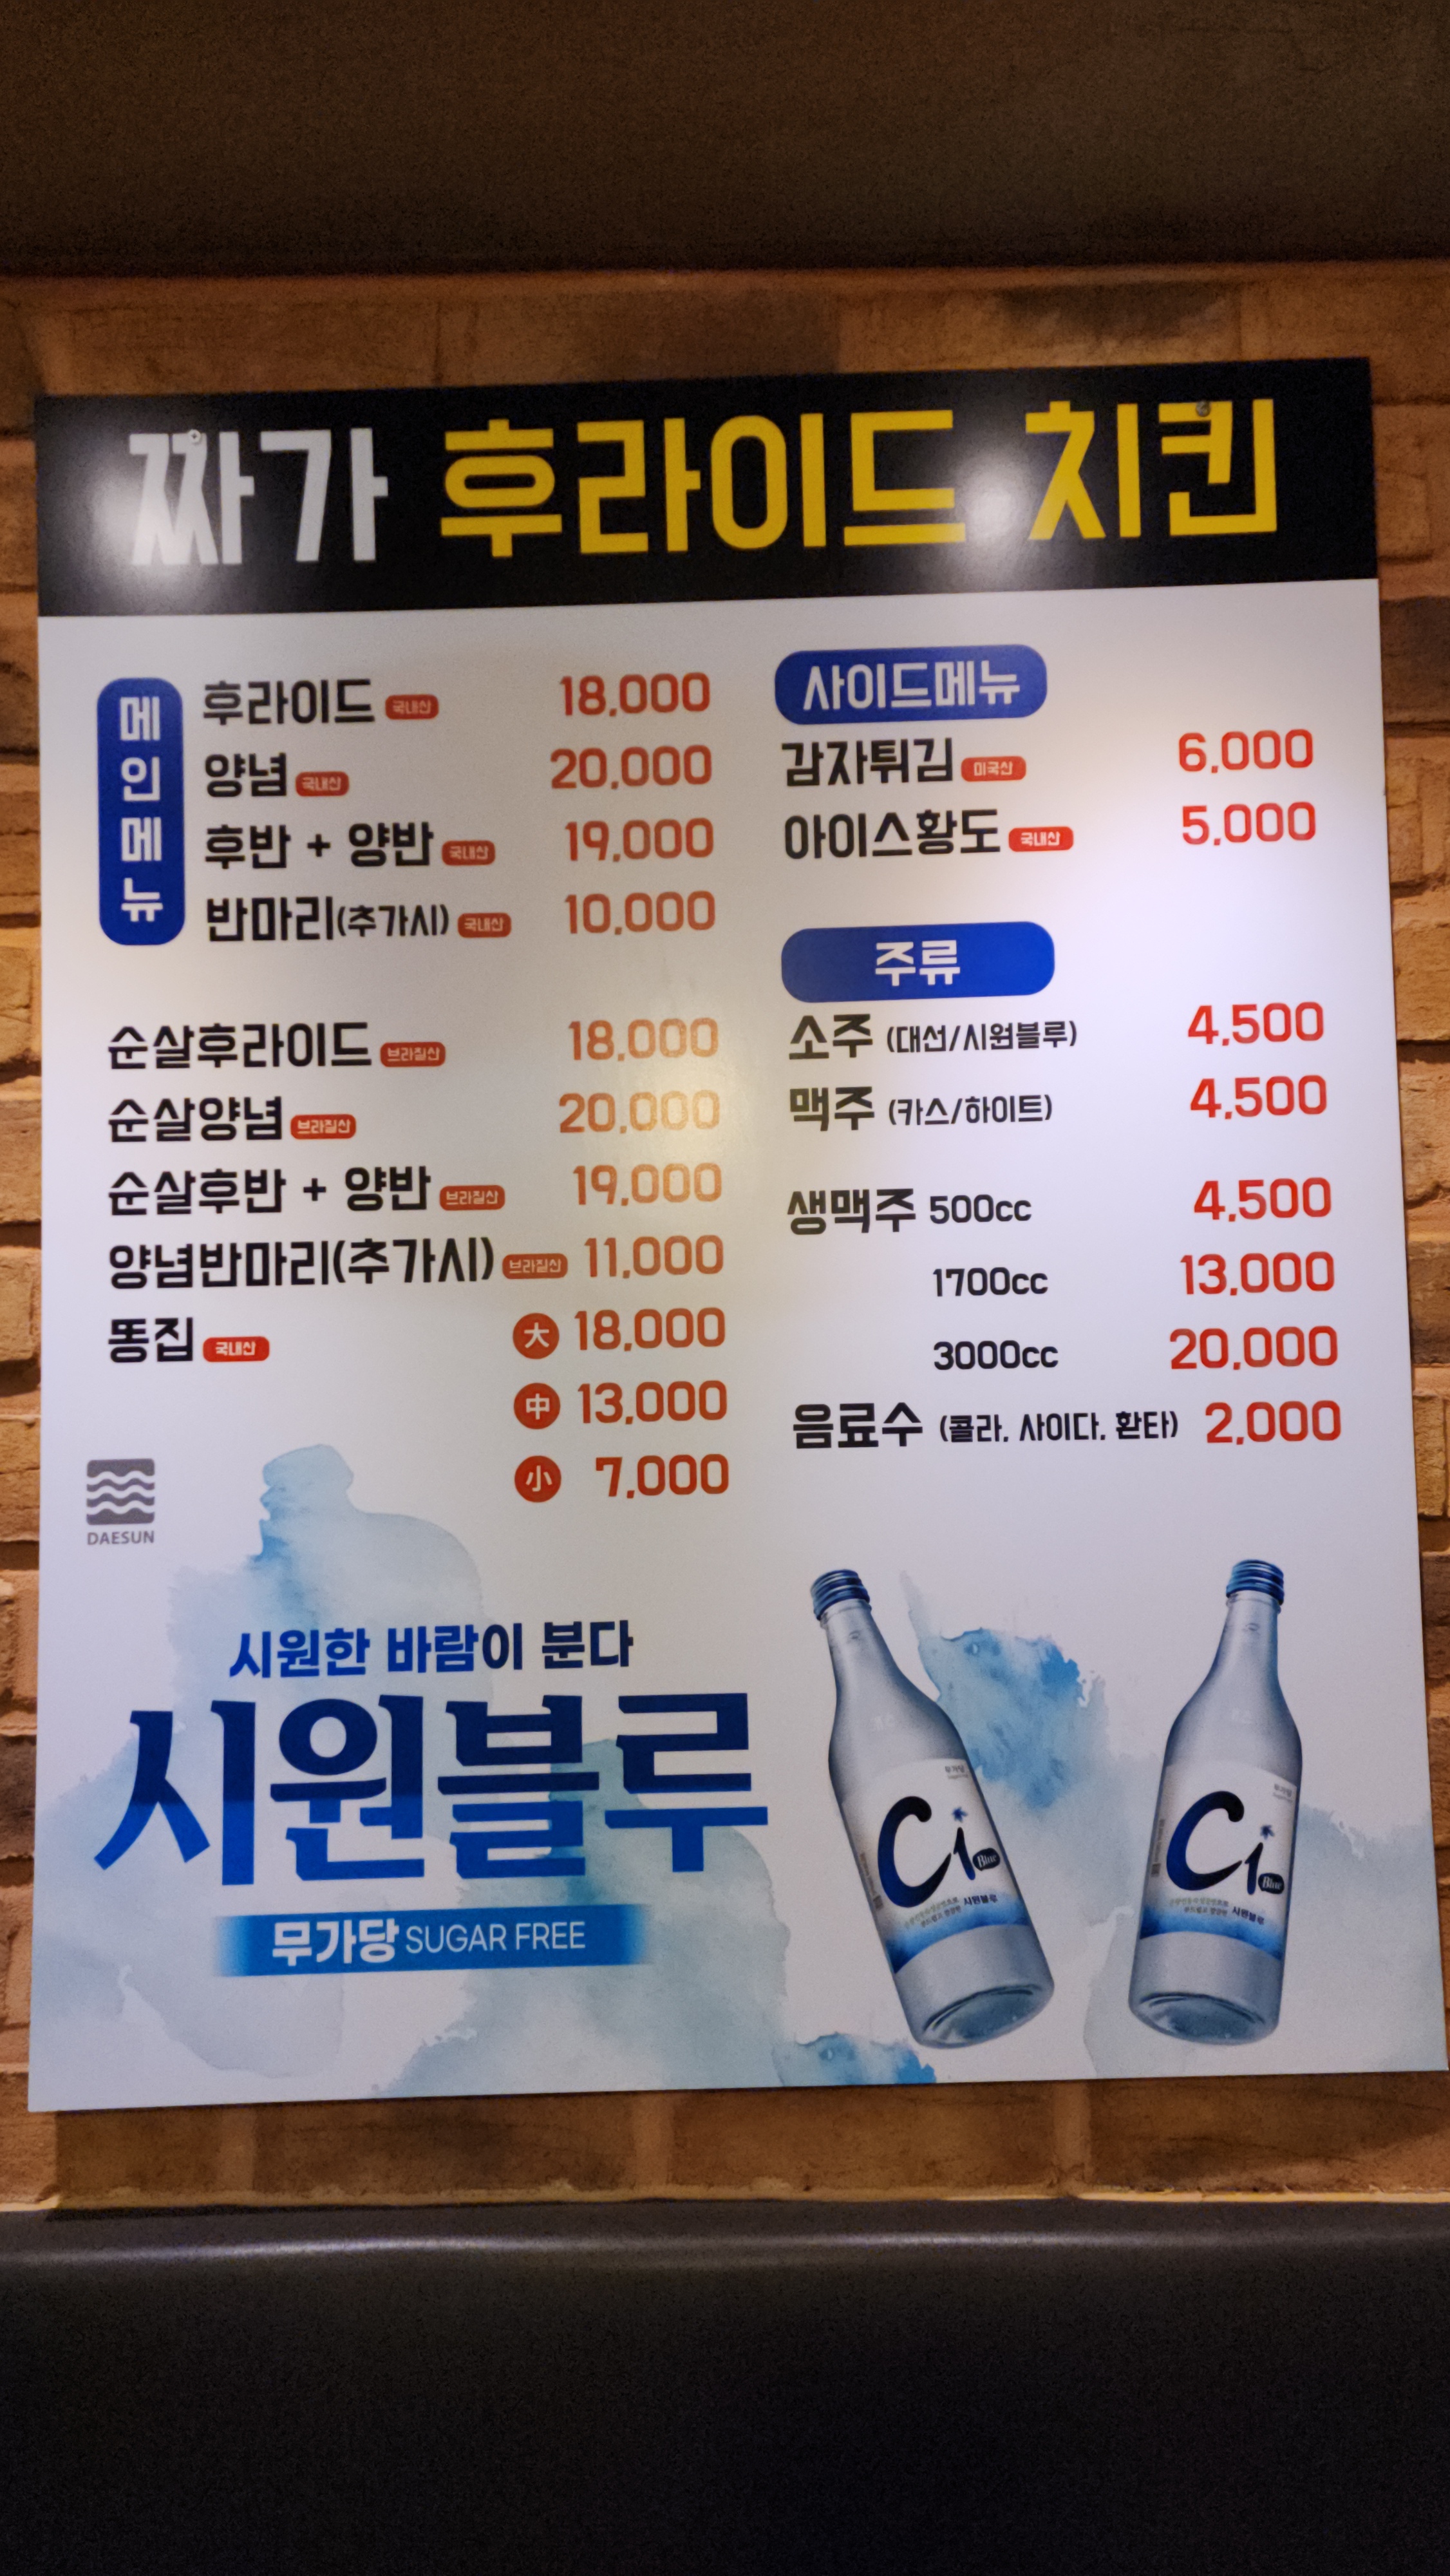 짜가 후라이드 치킨
메인메뉴
후라이드 국내산 18,000
양념 국내산 20,000
후반 + 양반 국내산 19,000
반마리(추가시) 국내산 10,000
순살후라이드 브라질산 18,000
순살양념 브라질산 20,000
순살후반 + 양반 브라질산 19,000
양념반마리(추가시) 브라질산 11,000
똥집 국내산 大 18,000
中 13,000
小 7,000
사이드메뉴
감자튀김 미국산 6,000
아이스황도 국내산 5,000
주류
소주 (대선/시원블루) 4,500
맥주 (카스/하이트) 4,500
생맥주 500cc 4,500
1700cc 13,000
3000cc 20,000
음료수 (콜라, 사이다, 환타) 2,000
DAESUN
시원한 바람이 분다
시원블루
무가당 SUGAR FREE
Ci
Blue
시원블루
Ci
Blue
시원블루